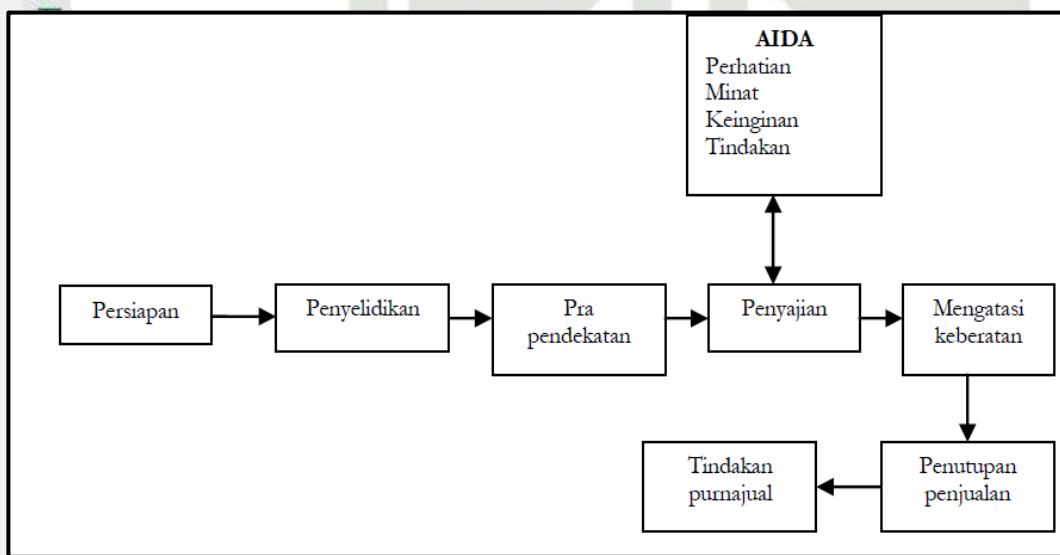 AIDA
Perhatian
Minat
Keinginan
Tindakan
Persiapan
Penyelidikan
Pra
pendekatan
Penyajian
Mengatasi
keberatan
Tindakan
purnajual
Penutupan
penjualan